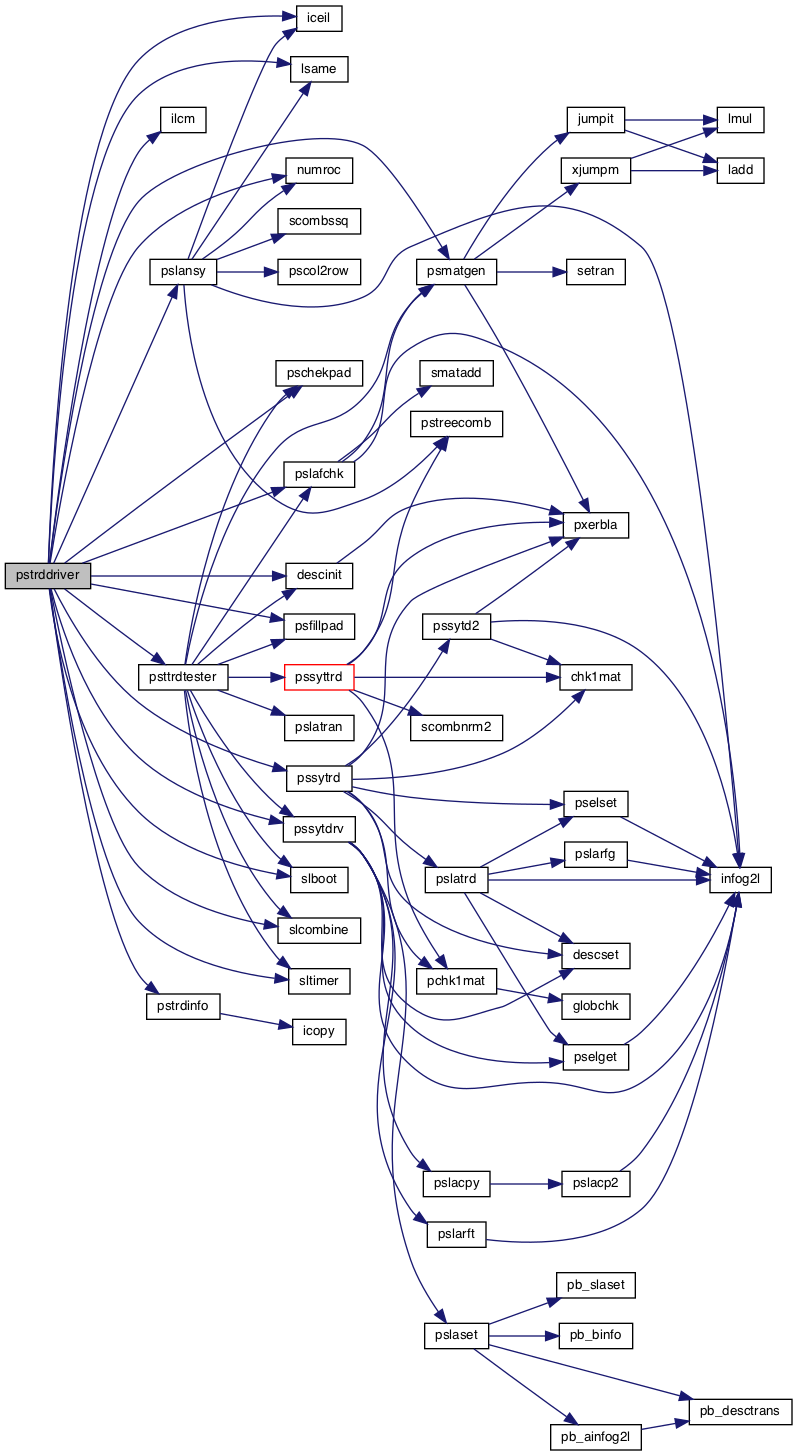 iceil
lsame
ilcm
jumpit
lmul
numroc
xjumpm
ladd
scombssq
pslansy
pscol2row
psmatgen
setran
pschekpad
smatadd
pstreecomb
pslafchk
pxerbla
pstrddriver
descinit
psfillpad
pssytd2
psttrdtester
pssyttrd
chk1mat
pslatran
scombnrm2
pssytrd
pselset
pssytdrv
pslarfg
slboot
pslatrd
infog2l
slcombine
descset
sltimer
pchk1mat
pstrdinfo
globchk
icopy
pselget
pslacpy
pslacp2
pslarft
pb_slaset
pslaset
pb_binfo
pb_desctrans
pb_ainfog2l